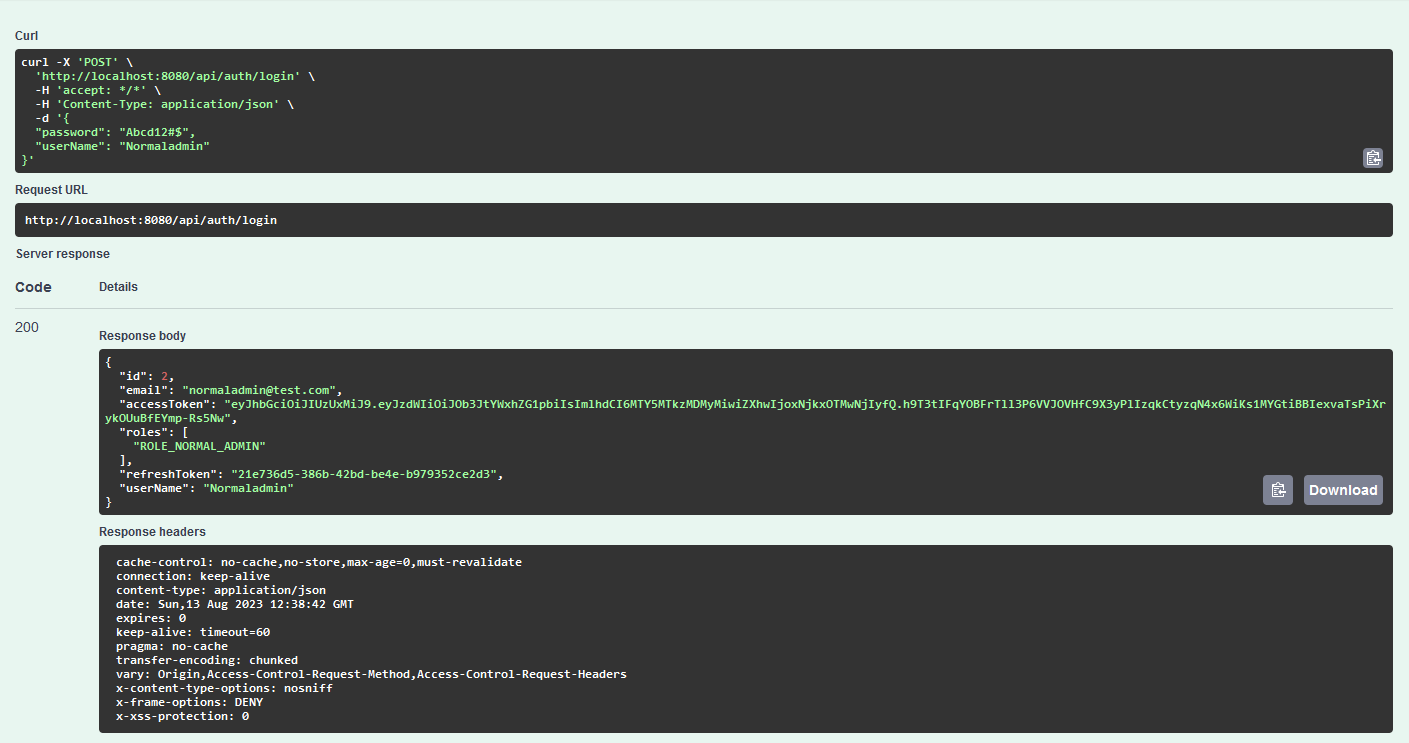 Curl
curl -X 'POST' \
  'http://localhost:8080/api/auth/login' \
  -H 'accept: */*' \
  -H 'Content-Type: application/json' \
  -d '{
  "password": "Abcd12#$",
  "userName": "Normaladmin"
}'
Request URL
http://localhost:8080/api/auth/login
Server response
Code Details
200
Response body
{
  "id": 2,
  "email": "normaladmin@test.com",
  "accessToken": "eyJhbGciOiJIUzUxMiJ9.eyJzdWIiOiJOb3JtYWxhZG1pbiIsImlhdCI6MTY5MTkzMDMyMiwiZXhwIjoxNjkxOTMwNjIyfQ.h9T3tIFqYOBFrTll3P6VVJOVHfC9X3yPlIzqkCtyzqN4x6WiKs1MYGtiBBIexvaTsPiXr
ykOUuBfEYmp-Rs5Nw",
  "roles": [
    "ROLE_NORMAL_ADMIN"
  ],
  "refreshToken": "21e736d5-386b-42bd-be4e-b979352ce2d3",
  "userName": "Normaladmin"
}
Download
Response headers
cache-control: no-cache,no-store,max-age=0,must-revalidate
connection: keep-alive
content-type: application/json
date: Sun,13 Aug 2023 12:38:42 GMT
expires: 0
keep-alive: timeout=60
pragma: no-cache
transfer-encoding: chunked
vary: Origin,Access-Control-Request-Method,Access-Control-Request-Headers
x-content-type-options: nosniff
x-frame-options: DENY
x-xss-protection: 0